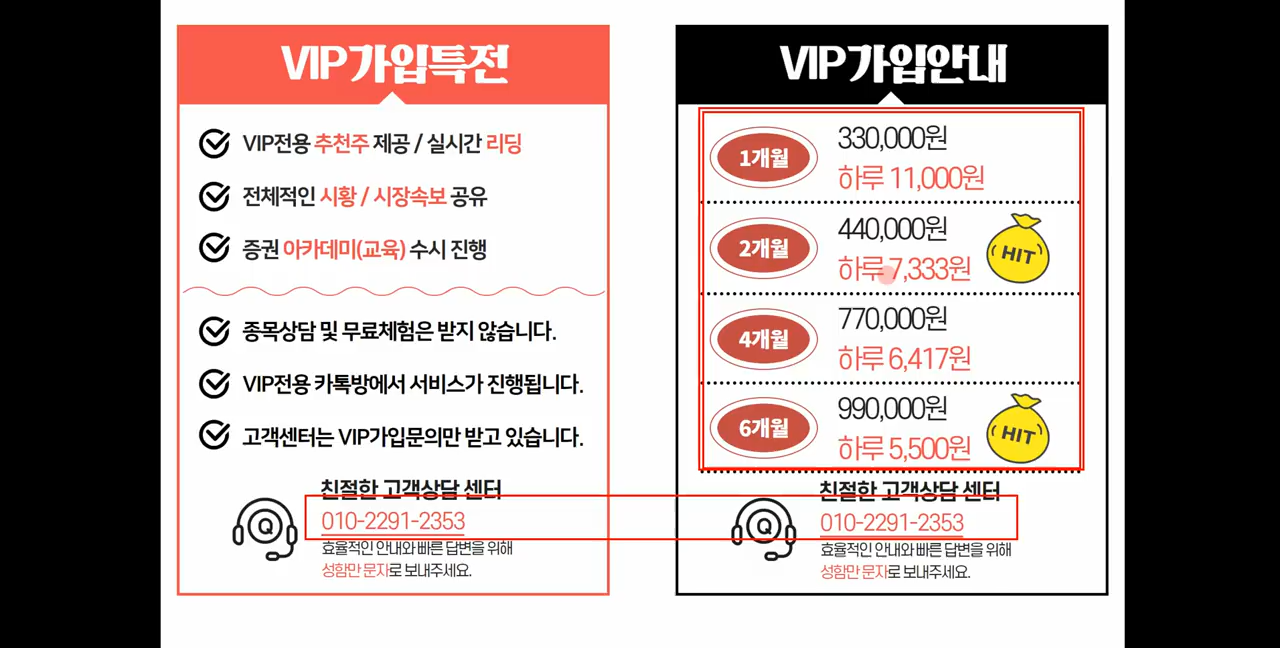 VIP가입특전
VIP전용 추천주 제공 / 실시간 리딩
전체적인 시황 / 시장속보 공유
증권 아카데미(교육) 수시 진행
종목상담 및 무료체험은 받지 않습니다.
VIP전용 카톡방에서 서비스가 진행됩니다.
고객센터는 VIP가입문의만 받고 있습니다.
Q
친절한 고객상담 센터
010-2291-2353
효율적인 안내와 빠른 답변을 위해
성함만 문자로 보내주세요.
VIP가입안내
1개월
330,000원
하루 11,000원
2개월
440,000원
하루 7,333원
HIT
4개월
770,000원
하루 6,417원
6개월
990,000원
하루 5,500원
HIT
Q
친절한 고객상담 센터
010-2291-2353
효율적인 안내와 빠른 답변을 위해
성함만 문자로 보내주세요.